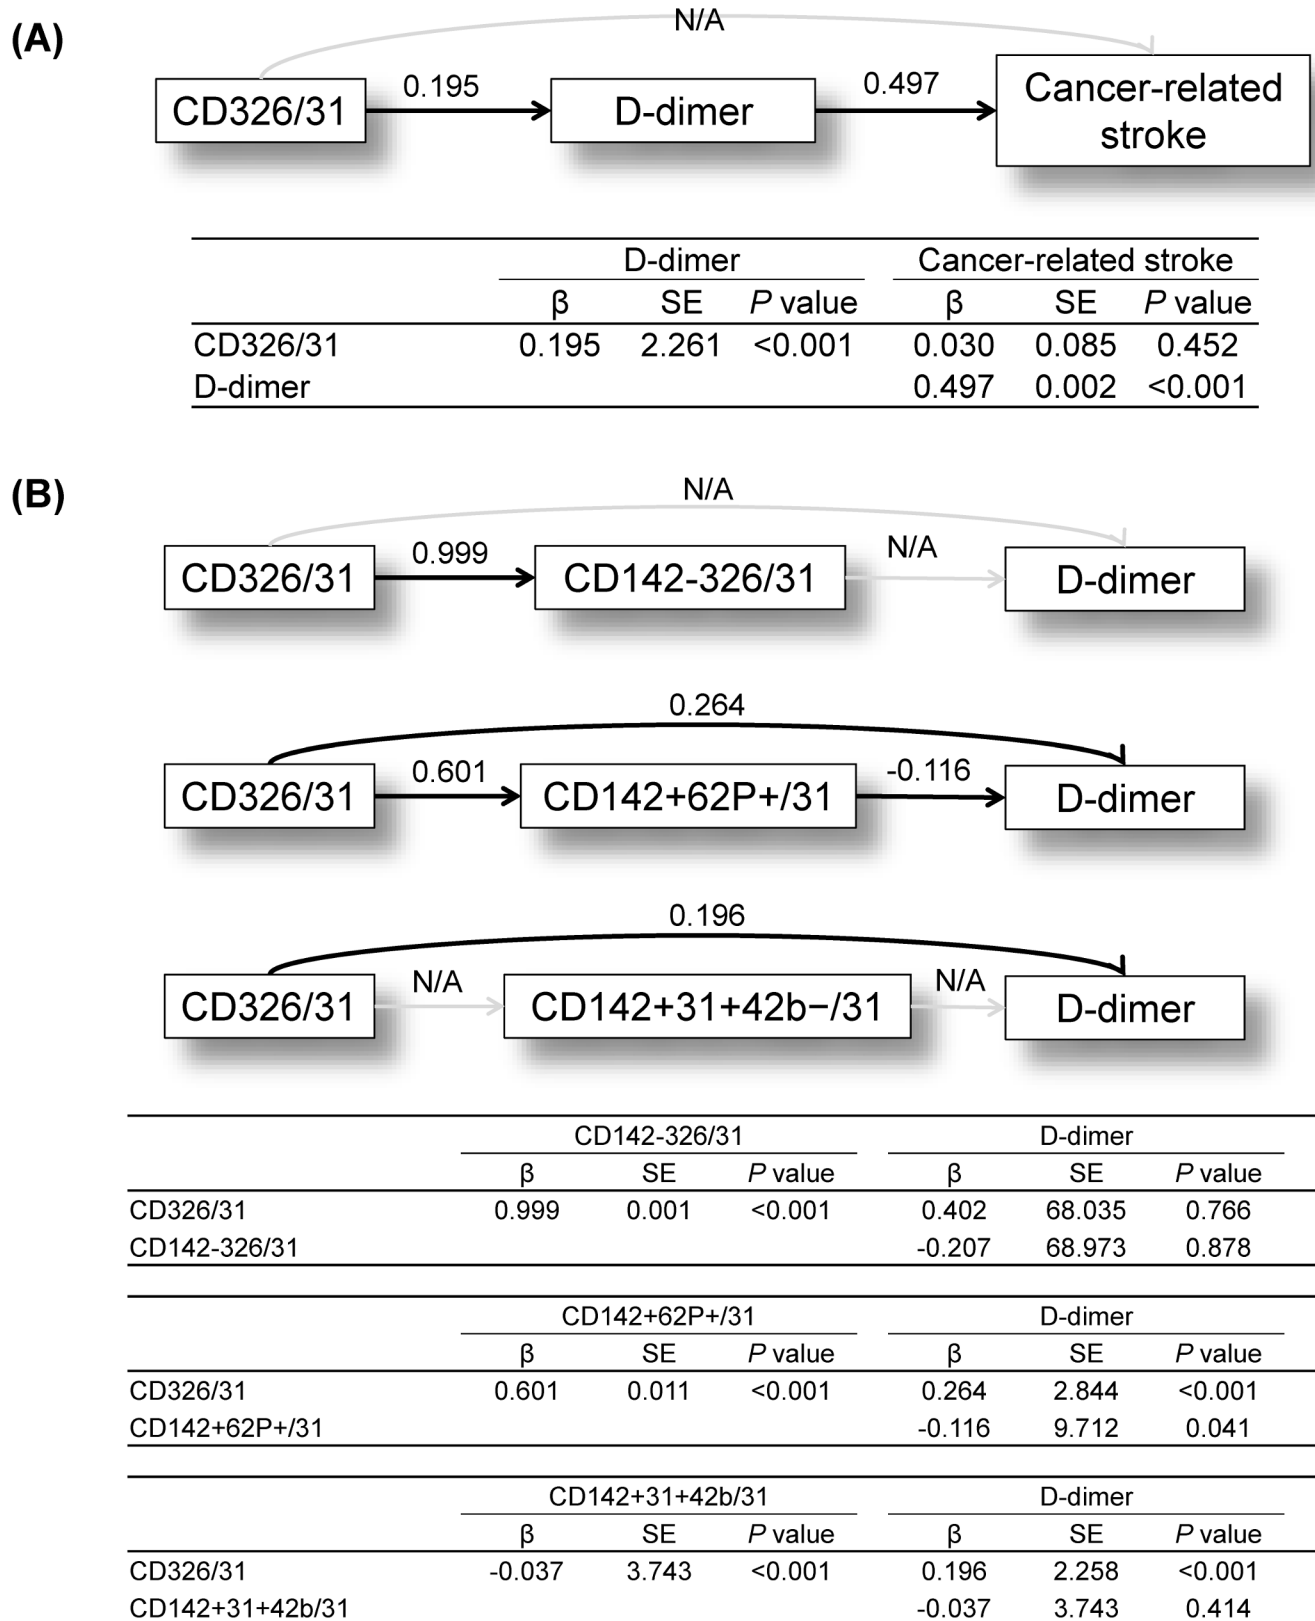 (A)
N/A
CD326/31
0.195
D-dimer
0.497
Cancer-related
stroke
D-dimer Cancer-related stroke
β SE P value β SE P value
CD326/31 0.195 2.261 <0.001 0.030 0.085 0.452
D-dimer 0.497 0.002 <0.001
(B)
N/A
CD326/31 0.999 CD142-326/31 N/A D-dimer
0.264
CD326/31 0.601 CD142+62P+/31 -0.116 D-dimer
0.196
CD326/31 N/A CD142+31+42b−/31 N/A D-dimer
CD142-326/31 D-dimer
β SE P value β SE P value
CD326/31 0.999 0.001 <0.001 0.402 68.035 0.766
CD142-326/31 -0.207 68.973 0.878
CD142+62P+/31 D-dimer
β SE P value β SE P value
CD326/31 0.601 0.011 <0.001 0.264 2.844 <0.001
CD142+62P+/31 -0.116 9.712 0.041
CD142+31+42b/31 D-dimer
β SE P value β SE P value
CD326/31 -0.037 3.743 <0.001 0.196 2.258 <0.001
CD142+31+42b/31 -0.037 3.743 0.414